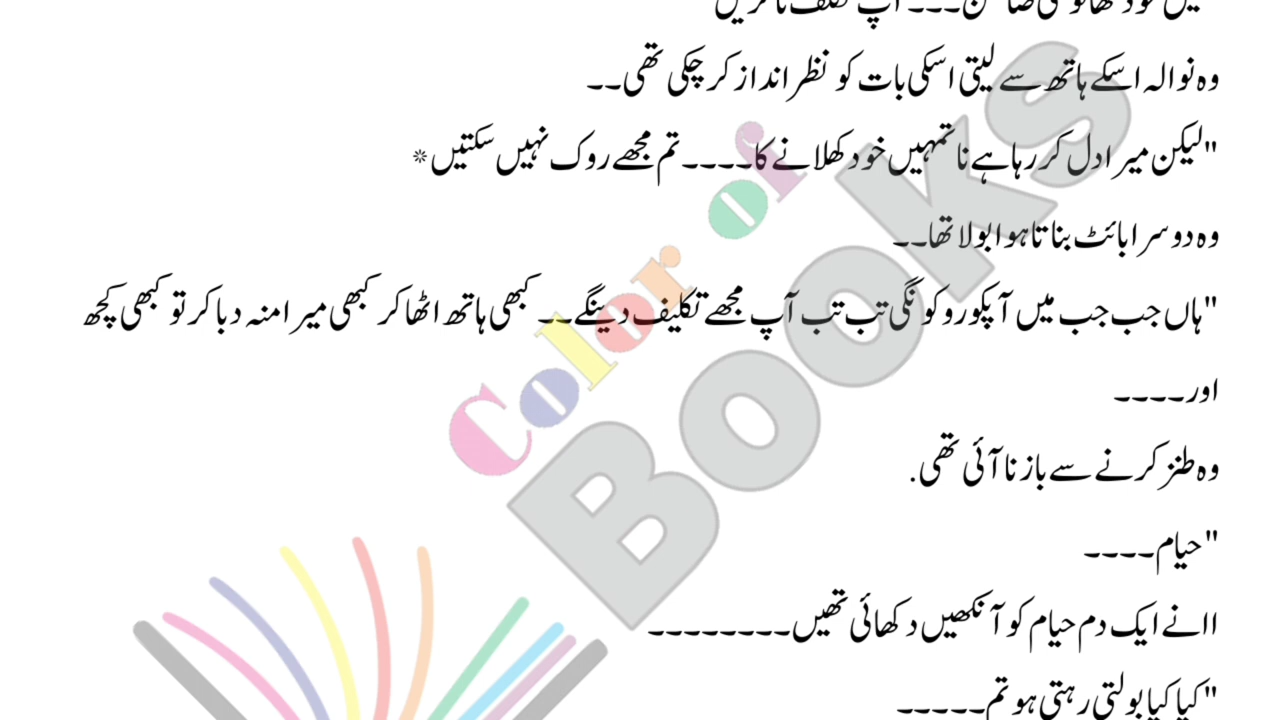 وہ نوالہ اسکے ہاتھ سے لیتی اسکی بات کو نظر انداز کر چکی تھی۔۔
"لیکن میرا دل کر رہا ہے نا تمہیں خود کھلانے کا۔۔۔۔ تم مجھے روک نہیں سکتیں*
وہ دوسرا بائٹ بناتا ہوا بولا تھا۔۔
"ہاں جب جب میں آپکو روکونگی تب تب آپ مجھے تکلیف دینگے۔۔ کبھی ہاتھ اٹھا کر کبھی میرا منہ دبا کر تو کبھی کچھ
اور۔۔۔۔
وہ طنز کرنے سے باز نا آئی تھی.
"حیام۔۔۔۔
اانے ایک دم حیام کو آنکھیں دکھائی تھیں۔۔۔۔۔۔۔۔
"کیا کیا بولتی رہتی ہو تم۔۔۔۔۔
Color of
Books